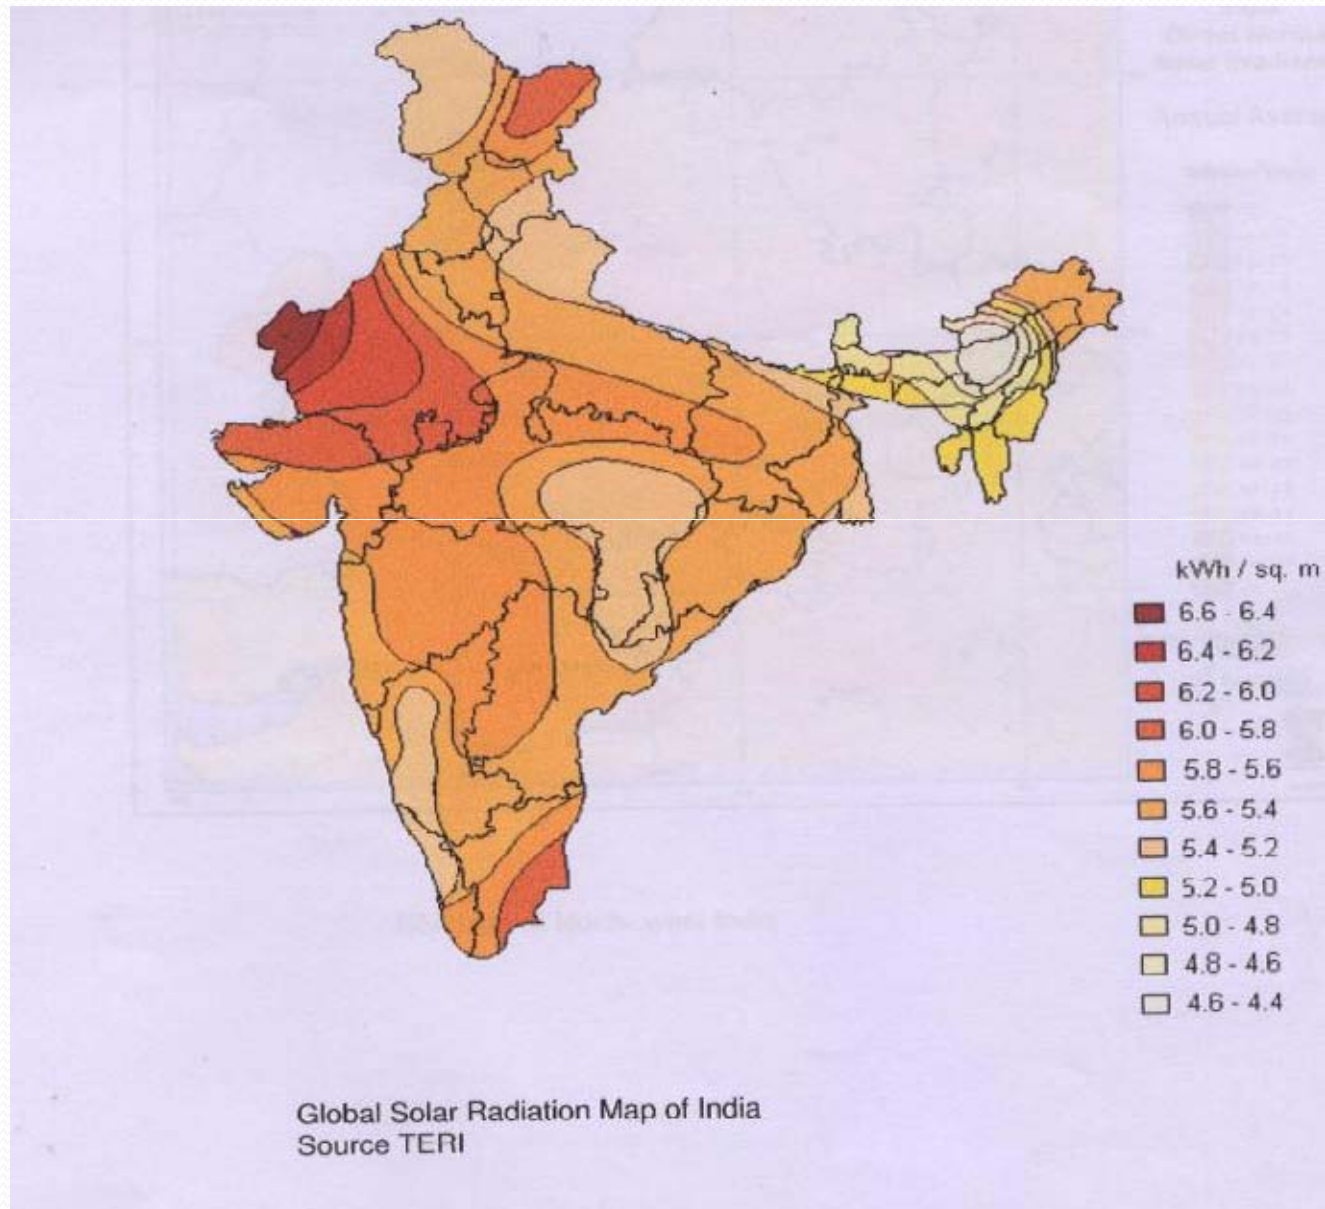 kWh / sq. m
6.6 - 6.4
6.4 - 6.2
6.2 - 6.0
6.0 - 5.8
5.8 - 5.6
5.6 - 5.4
5.4 - 5.2
5.2 - 5.0
5.0 - 4.8
4.8 - 4.6
4.6 - 4.4
Global Solar Radiation Map of India
Source TERI